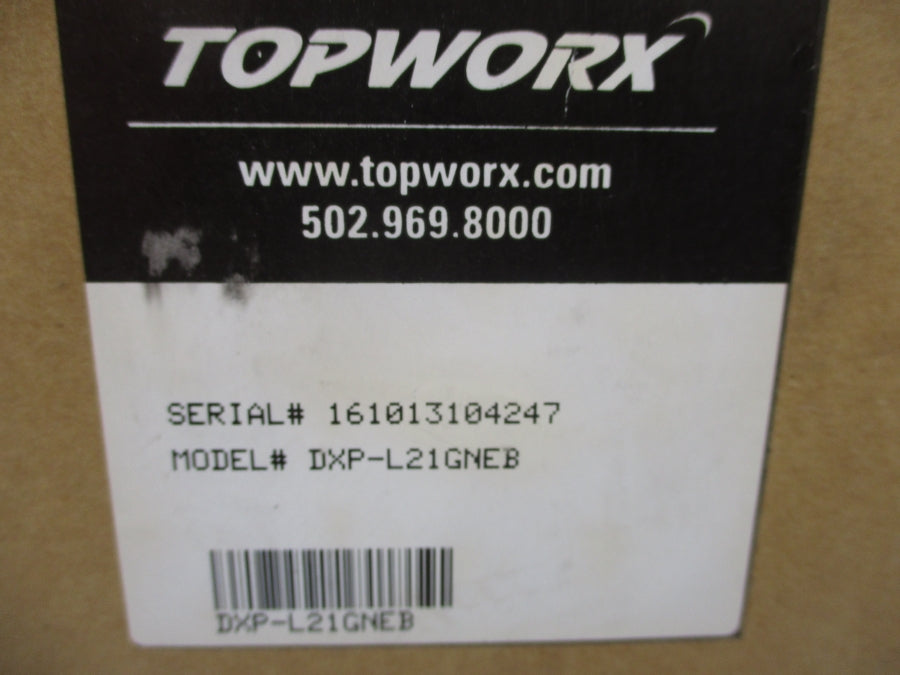 TOPWORX
www.topworx.com
502.969.8000
SERIAL# 161013104247
MODEL# DXP-L21GNEB
DXP-L21GNEB